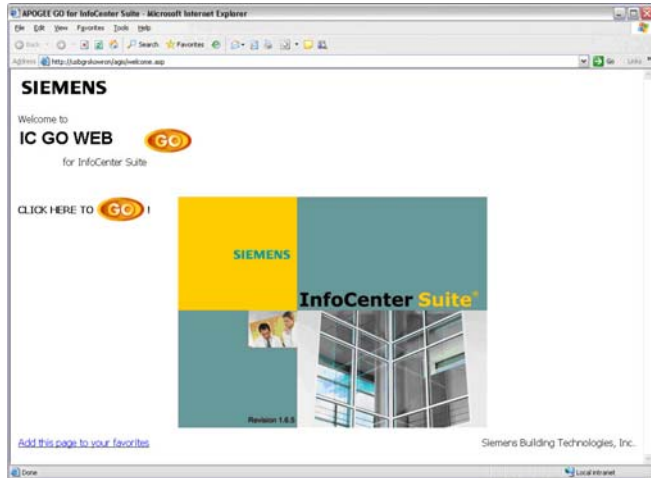 APOGEE GO for InfoCenter Suite - Microsoft Internet Explorer
File Edit View Favorites Tools Help
Back Search Favorites
Address Go Links
SIEMENS
Welcome to
IC GO WEB GO
for InfoCenter Suite
CLICK HERE TO GO !
SIEMENS
InfoCenter Suite®
Revision 1.6.5
Add this page to your favorites
Siemens Building Technologies, Inc.
Done
Local intranet